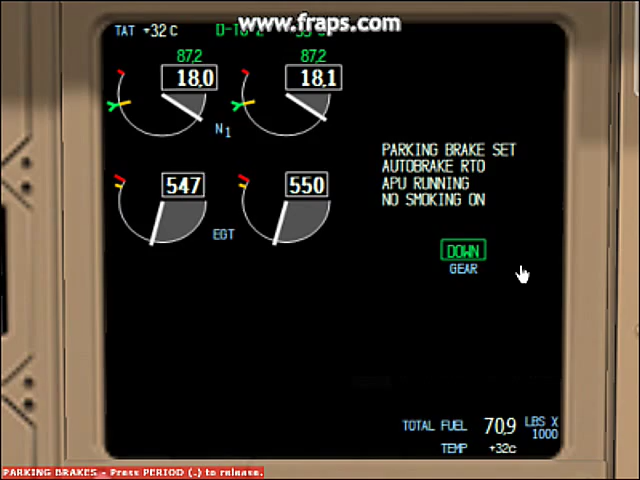 www.fraps.com
TAT +32c
87,2 87,2
18,0 18,1
N1
PARKING BRAKE SET
AUTOBRAKE RTO
APU RUNNING
NO SMOKING ON
547 550
EGT
DOWN
GEAR
TOTAL FUEL 70,9 LBS X 1000
TEMP +32c
PARKING BRAKES - Press PERIOD (.) to release.